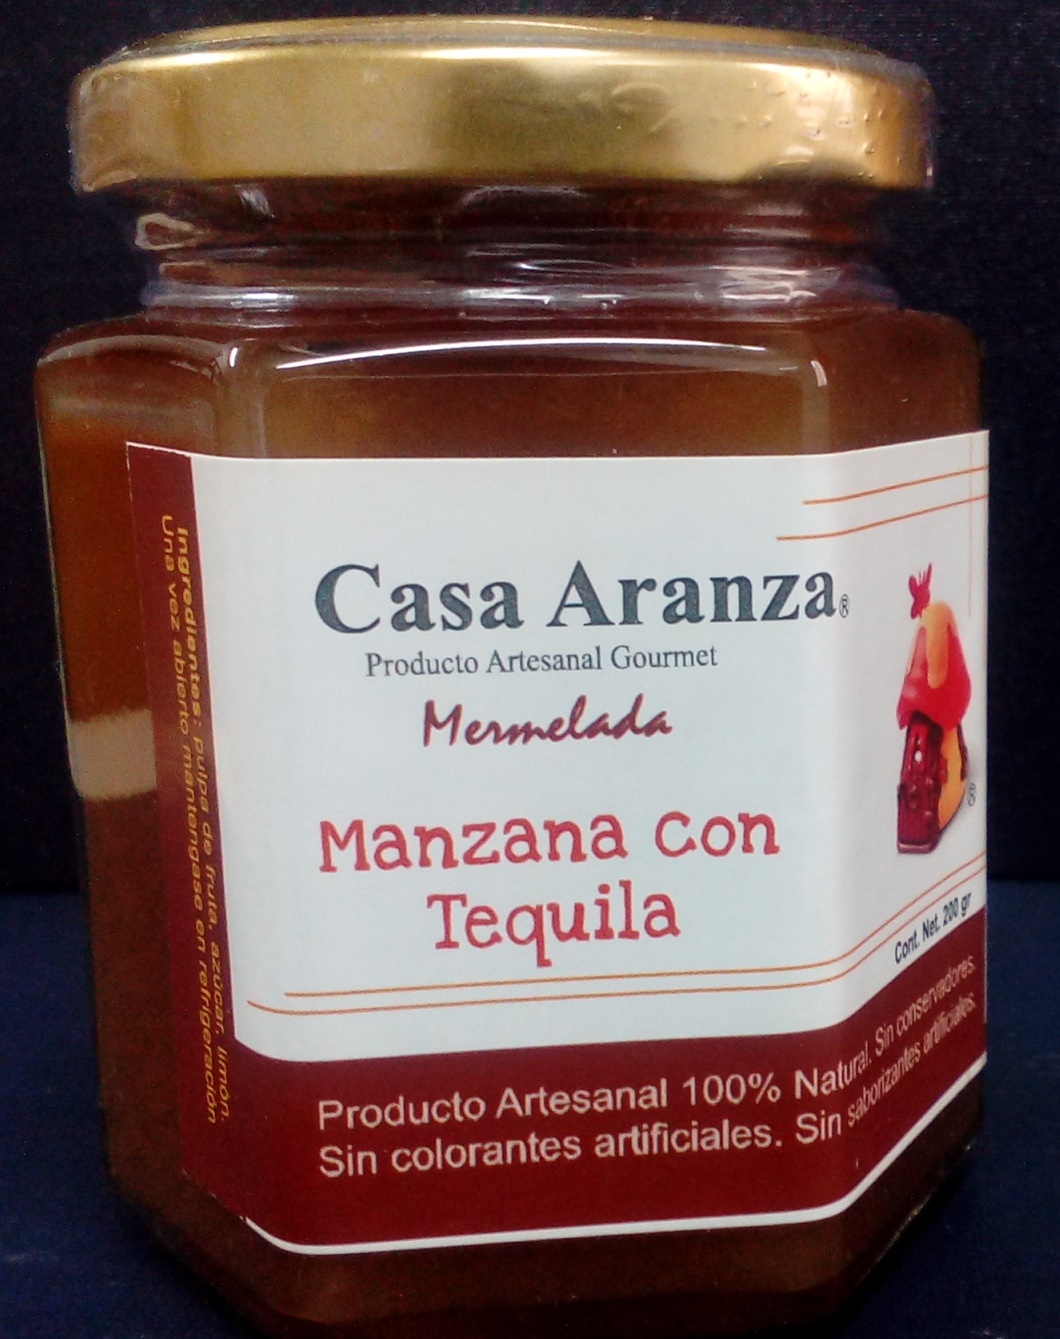 Casa Aranza®
Producto Artesanal Gourmet
Mermelada
Manzana con
Tequila
®
Cont. Net. 200 gr
Producto Artesanal 100% Natural. Sin conservadores.
Sin colorantes artificiales. Sin saborizantes artificiales.
Ingredientes: pulpa de fruta, azúcar, limón.
Una vez abierto mantengase en refrigeración